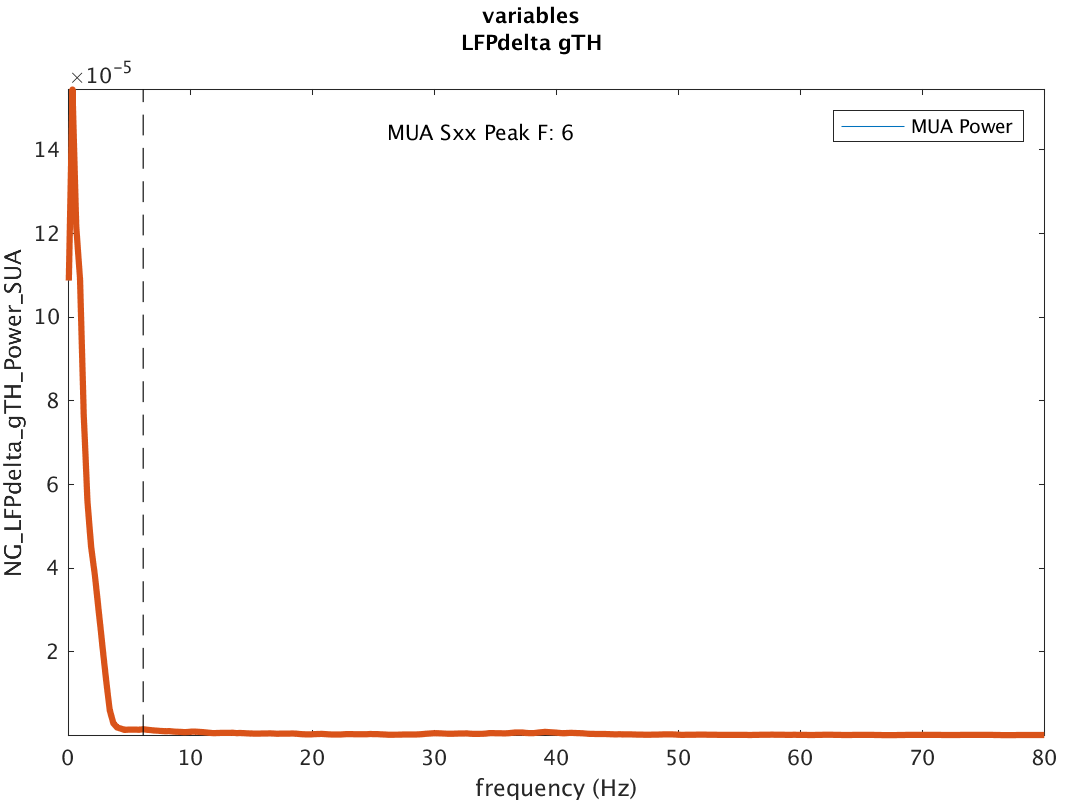 variables
LFPdelta gTH
×10⁻⁵
MUA Sxx Peak F: 6
MUA Power
14
12
10
8
6
4
2
NG_LFPdelta_gTH_Power_SUA
0 10 20 30 40 50 60 70 80
frequency (Hz)